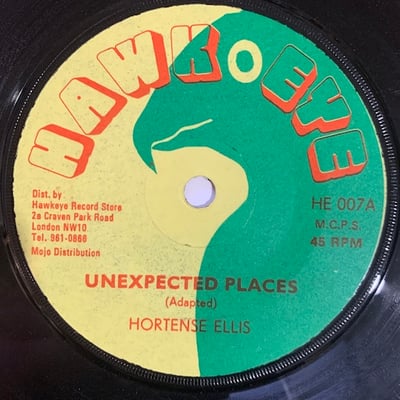 HAWKEYE
Dist. by
Hawkeye Record Store
2a Craven Park Road
London NW10
Tel. 961-0866
Mojo Distribution
HE 007A
M.C.P.S.
45 RPM
UNEXPECTED PLACES
(Adapted)
HORTENSE ELLIS